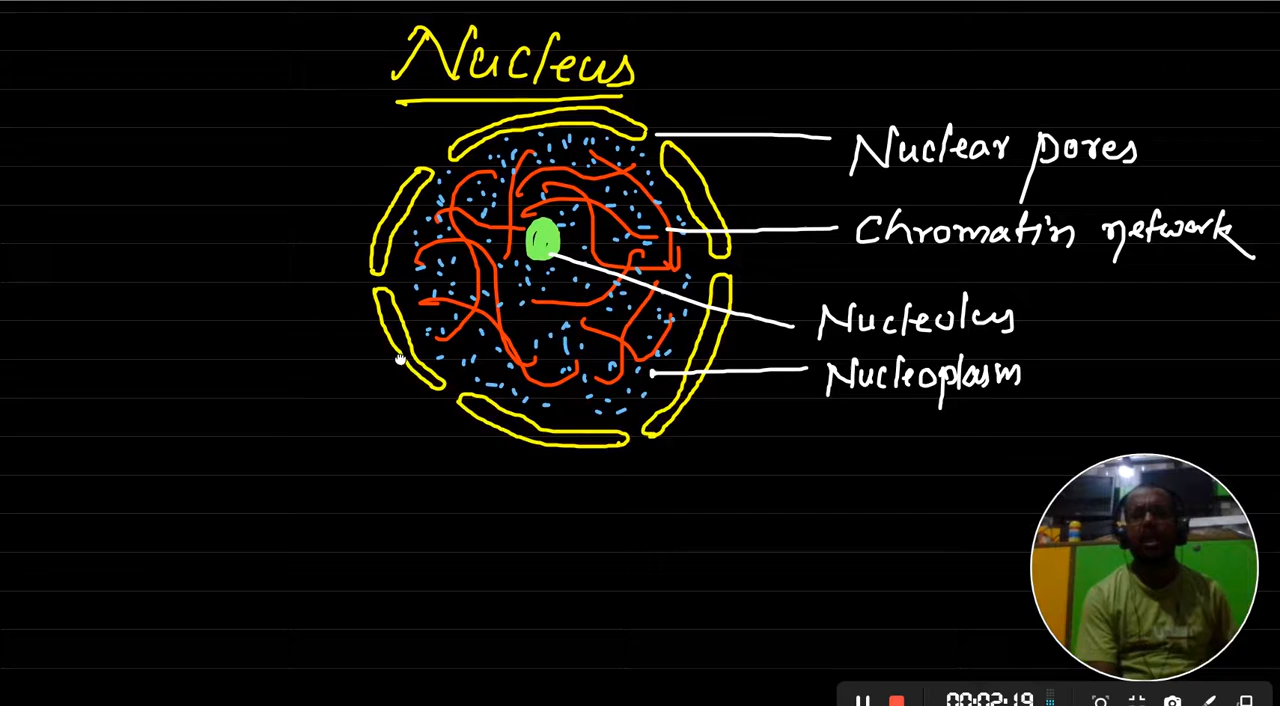 Nucleus
Nuclear pores
Chromatin network
Nucleolus
Nucleoplasm
00:02:19